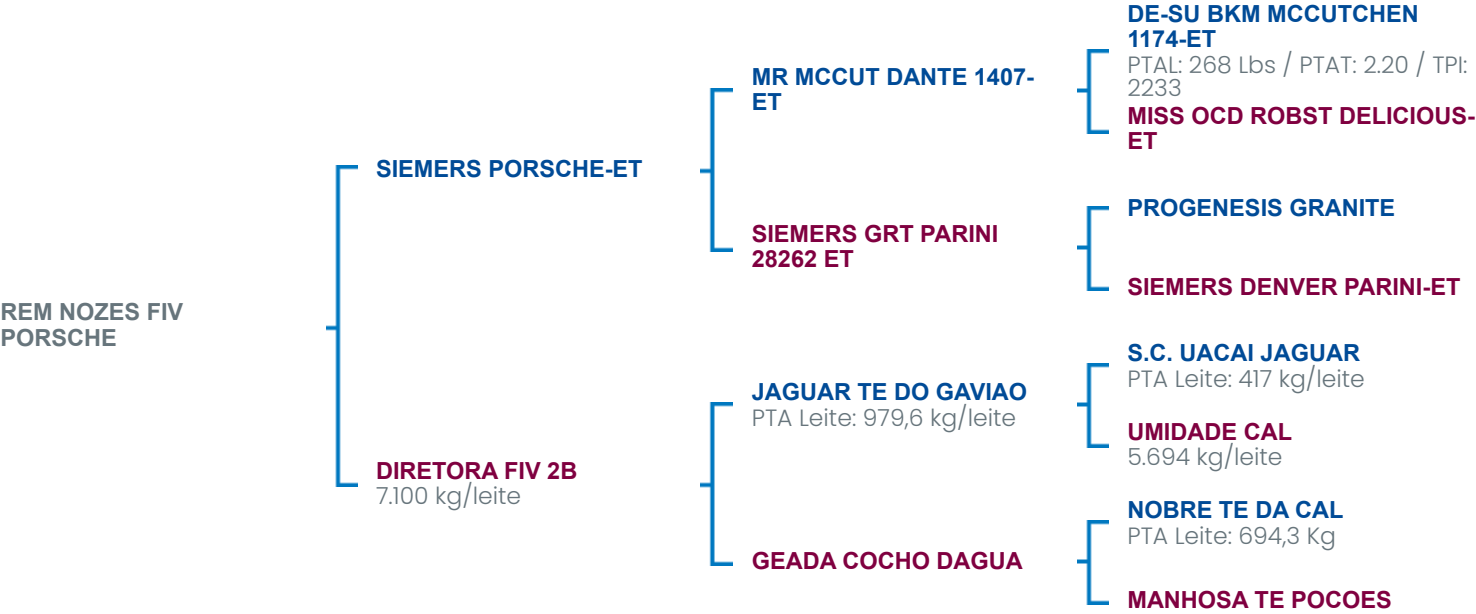 DE-SU BKM MCCUTCHEN
1174-ET
PTAL: 268 Lbs / PTAT: 2.20 / TPI:
2233
MR MCCUT DANTE 1407-
ET
MISS OCD ROBST DELICIOUS-
ET
SIEMERS PORSCHE-ET
PROGENESIS GRANITE
SIEMERS GRT PARINI
28262 ET
SIEMERS DENVER PARINI-ET
REM NOZES FIV
PORSCHE
S.C. UACAI JAGUAR
PTA Leite: 417 kg/leite
JAGUAR TE DO GAVIAO
PTA Leite: 979,6 kg/leite
UMIDADE CAL
5.694 kg/leite
DIRETORA FIV 2B
7.100 kg/leite
NOBRE TE DA CAL
PTA Leite: 694,3 Kg
GEADA COCHO DAGUA
MANHOSA TE POCOES